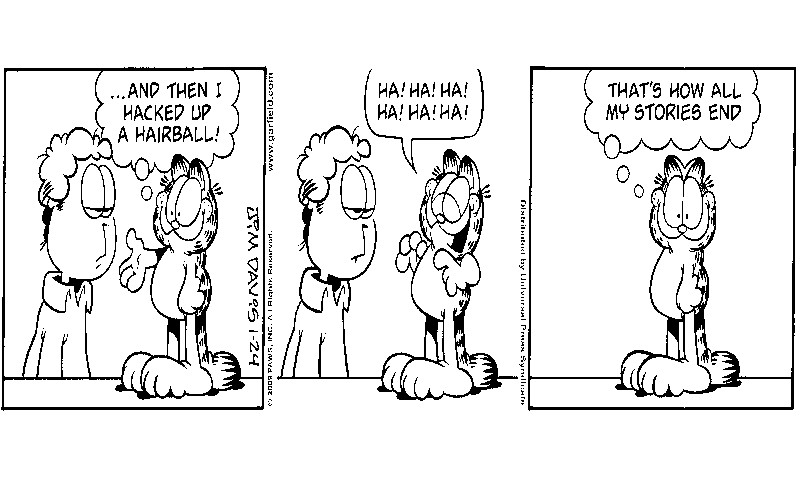 ...AND THEN I
HACKED UP
A HAIRBALL!
www.garfield.com
JIM DAVIS 1-24
HA! HA! HA!
HA! HA! HA!
© 2009 PAWS, INC. All Rights Reserved.
Distributed by Universal Press Syndicate
THAT'S HOW ALL
MY STORIES END